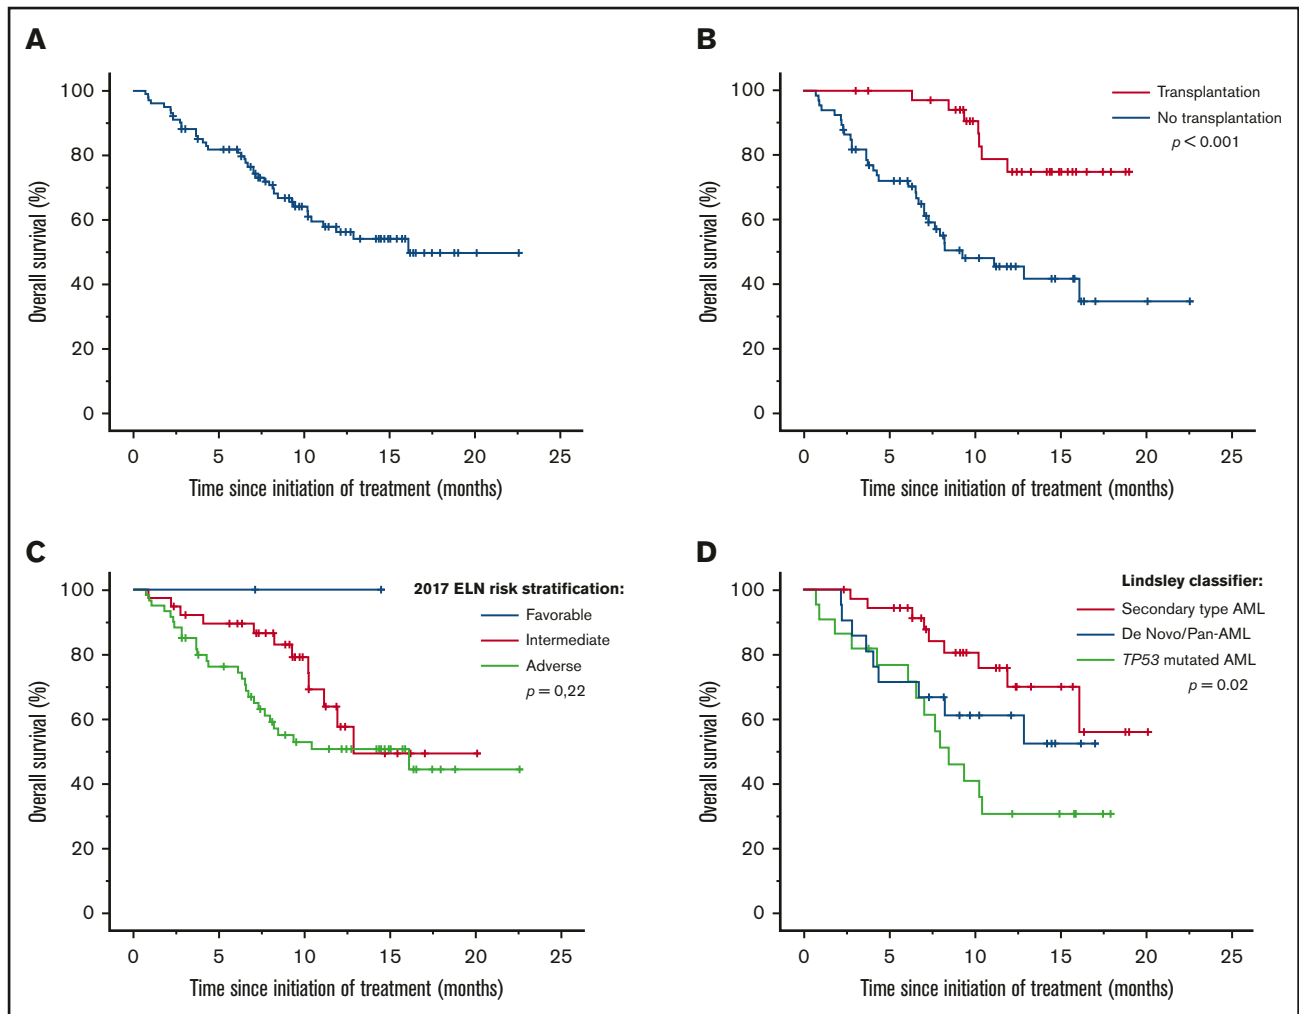 A
100
80
60
40
20
0
Overall survival (%)
0 5 10 15 20 25
Time since initiation of treatment (months)
B
100
80
60
40
20
0
Overall survival (%)
Transplantation
No transplantation
p < 0.001
0 5 10 15 20 25
Time since initiation of treatment (months)
C
100
80
60
40
20
0
Overall survival (%)
2017 ELN risk stratification:
Favorable
Intermediate
Adverse
p = 0,22
0 5 10 15 20 25
Time since initiation of treatment (months)
D
100
80
60
40
20
0
Overall survival (%)
Lindsley classifier:
Secondary type AML
De Novo/Pan-AML
TP53 mutated AML
p = 0.02
0 5 10 15 20 25
Time since initiation of treatment (months)